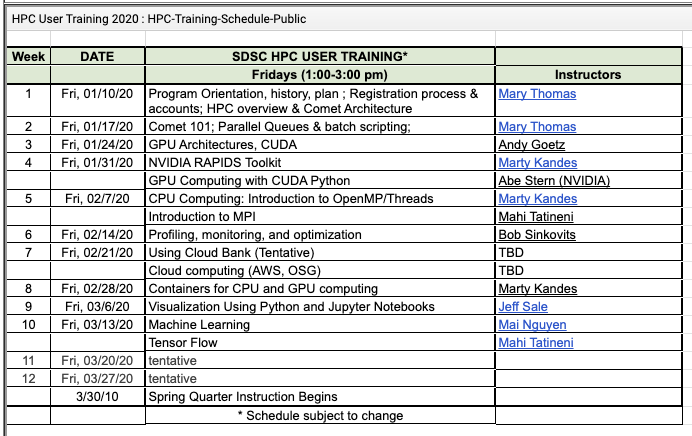 HPC User Training 2020 : HPC-Training-Schedule-Public
Week DATE SDSC HPC USER TRAINING*
Fridays (1:00-3:00 pm) Instructors
1 Fri, 01/10/20 Program Orientation, history, plan ; Registration process & Mary Thomas
accounts; HPC overview & Comet Architecture
2 Fri, 01/17/20 Comet 101; Parallel Queues & batch scripting; Mary Thomas
3 Fri, 01/24/20 GPU Architectures, CUDA Andy Goetz
4 Fri, 01/31/20 NVIDIA RAPIDS Toolkit Marty Kandes
GPU Computing with CUDA Python Abe Stern (NVIDIA)
5 Fri, 02/7/20 CPU Computing: Introduction to OpenMP/Threads Marty Kandes
Introduction to MPI Mahi Tatineni
6 Fri, 02/14/20 Profiling, monitoring, and optimization Bob Sinkovits
7 Fri, 02/21/20 Using Cloud Bank (Tentative) TBD
Cloud computing (AWS, OSG) TBD
8 Fri, 02/28/20 Containers for CPU and GPU computing Marty Kandes
9 Fri, 03/6/20 Visualization Using Python and Jupyter Notebooks Jeff Sale
10 Fri, 03/13/20 Machine Learning Mai Nguyen
Tensor Flow Mahi Tatineni
11 Fri, 03/20/20 tentative
12 Fri, 03/27/20 tentative
3/30/10 Spring Quarter Instruction Begins
* Schedule subject to change